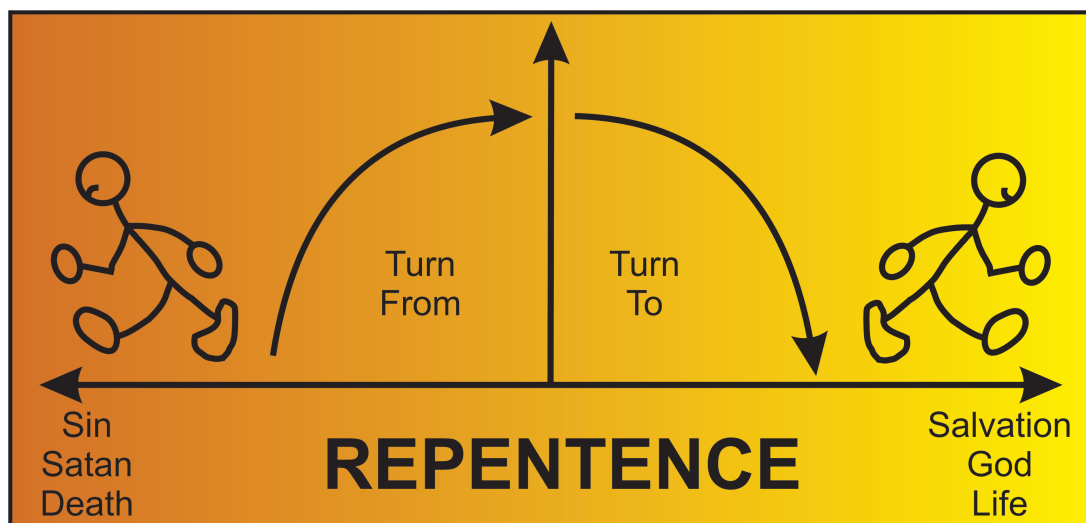 Turn
From
Turn
To
Sin
Satan
Death
REPENTENCE
Salvation
God
Life